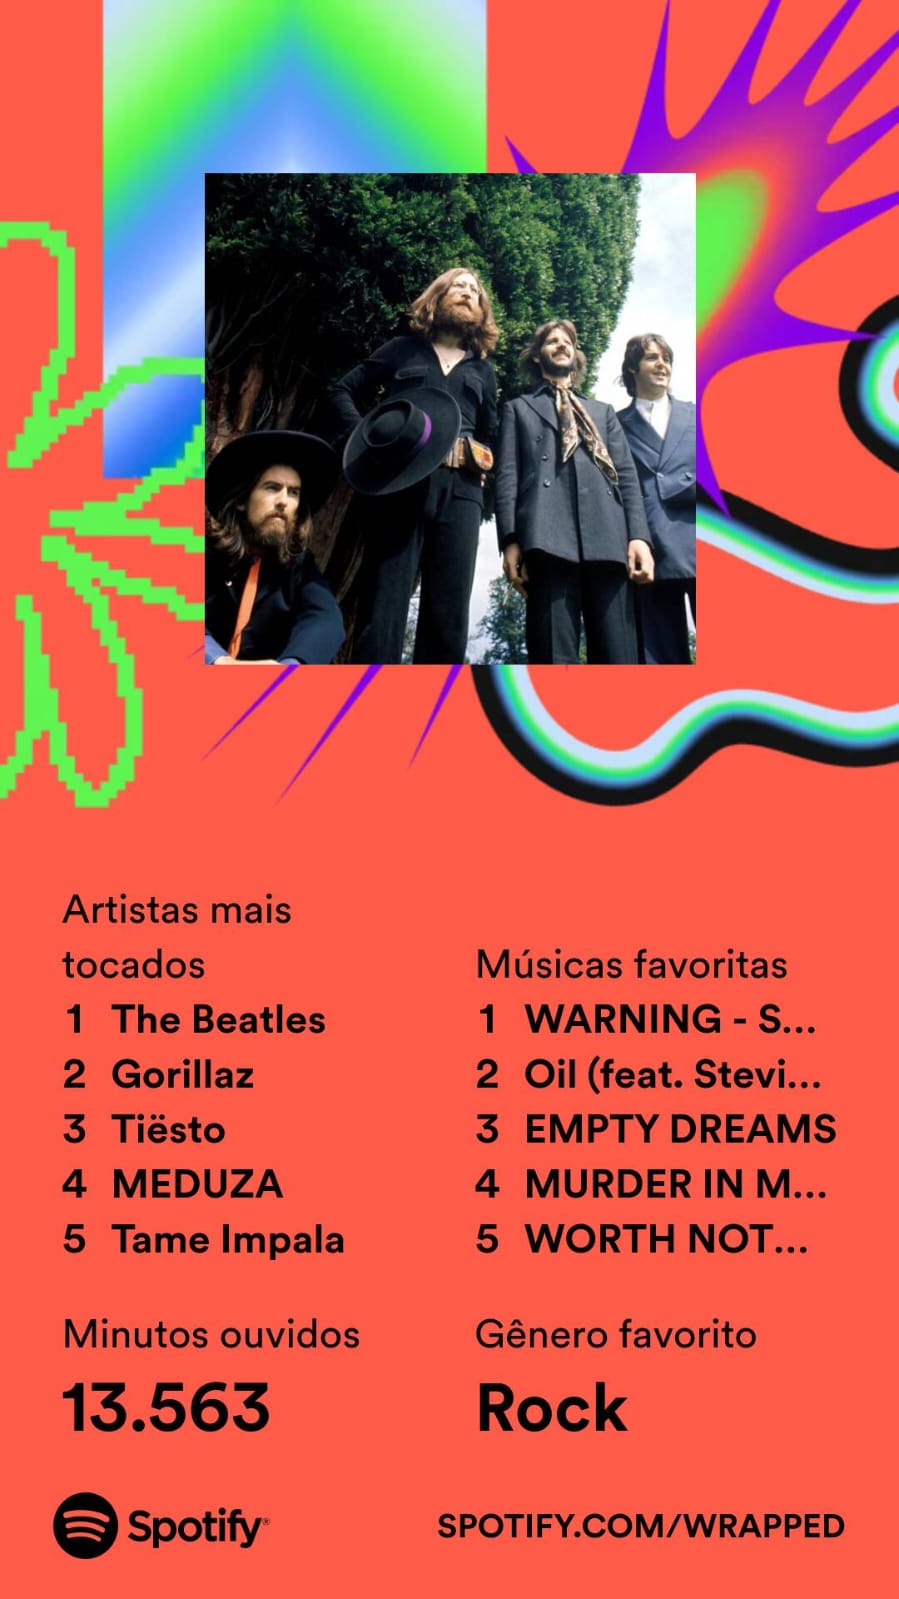 Artistas mais
tocados
1 The Beatles
2 Gorillaz
3 Tiësto
4 MEDUZA
5 Tame Impala
Músicas favoritas
1 WARNING - S...
2 Oil (feat. Stevi...
3 EMPTY DREAMS
4 MURDER IN M...
5 WORTH NOT...
Minutos ouvidos
13.563
Gênero favorito
Rock
Spotify®
SPOTIFY.COM/WRAPPED